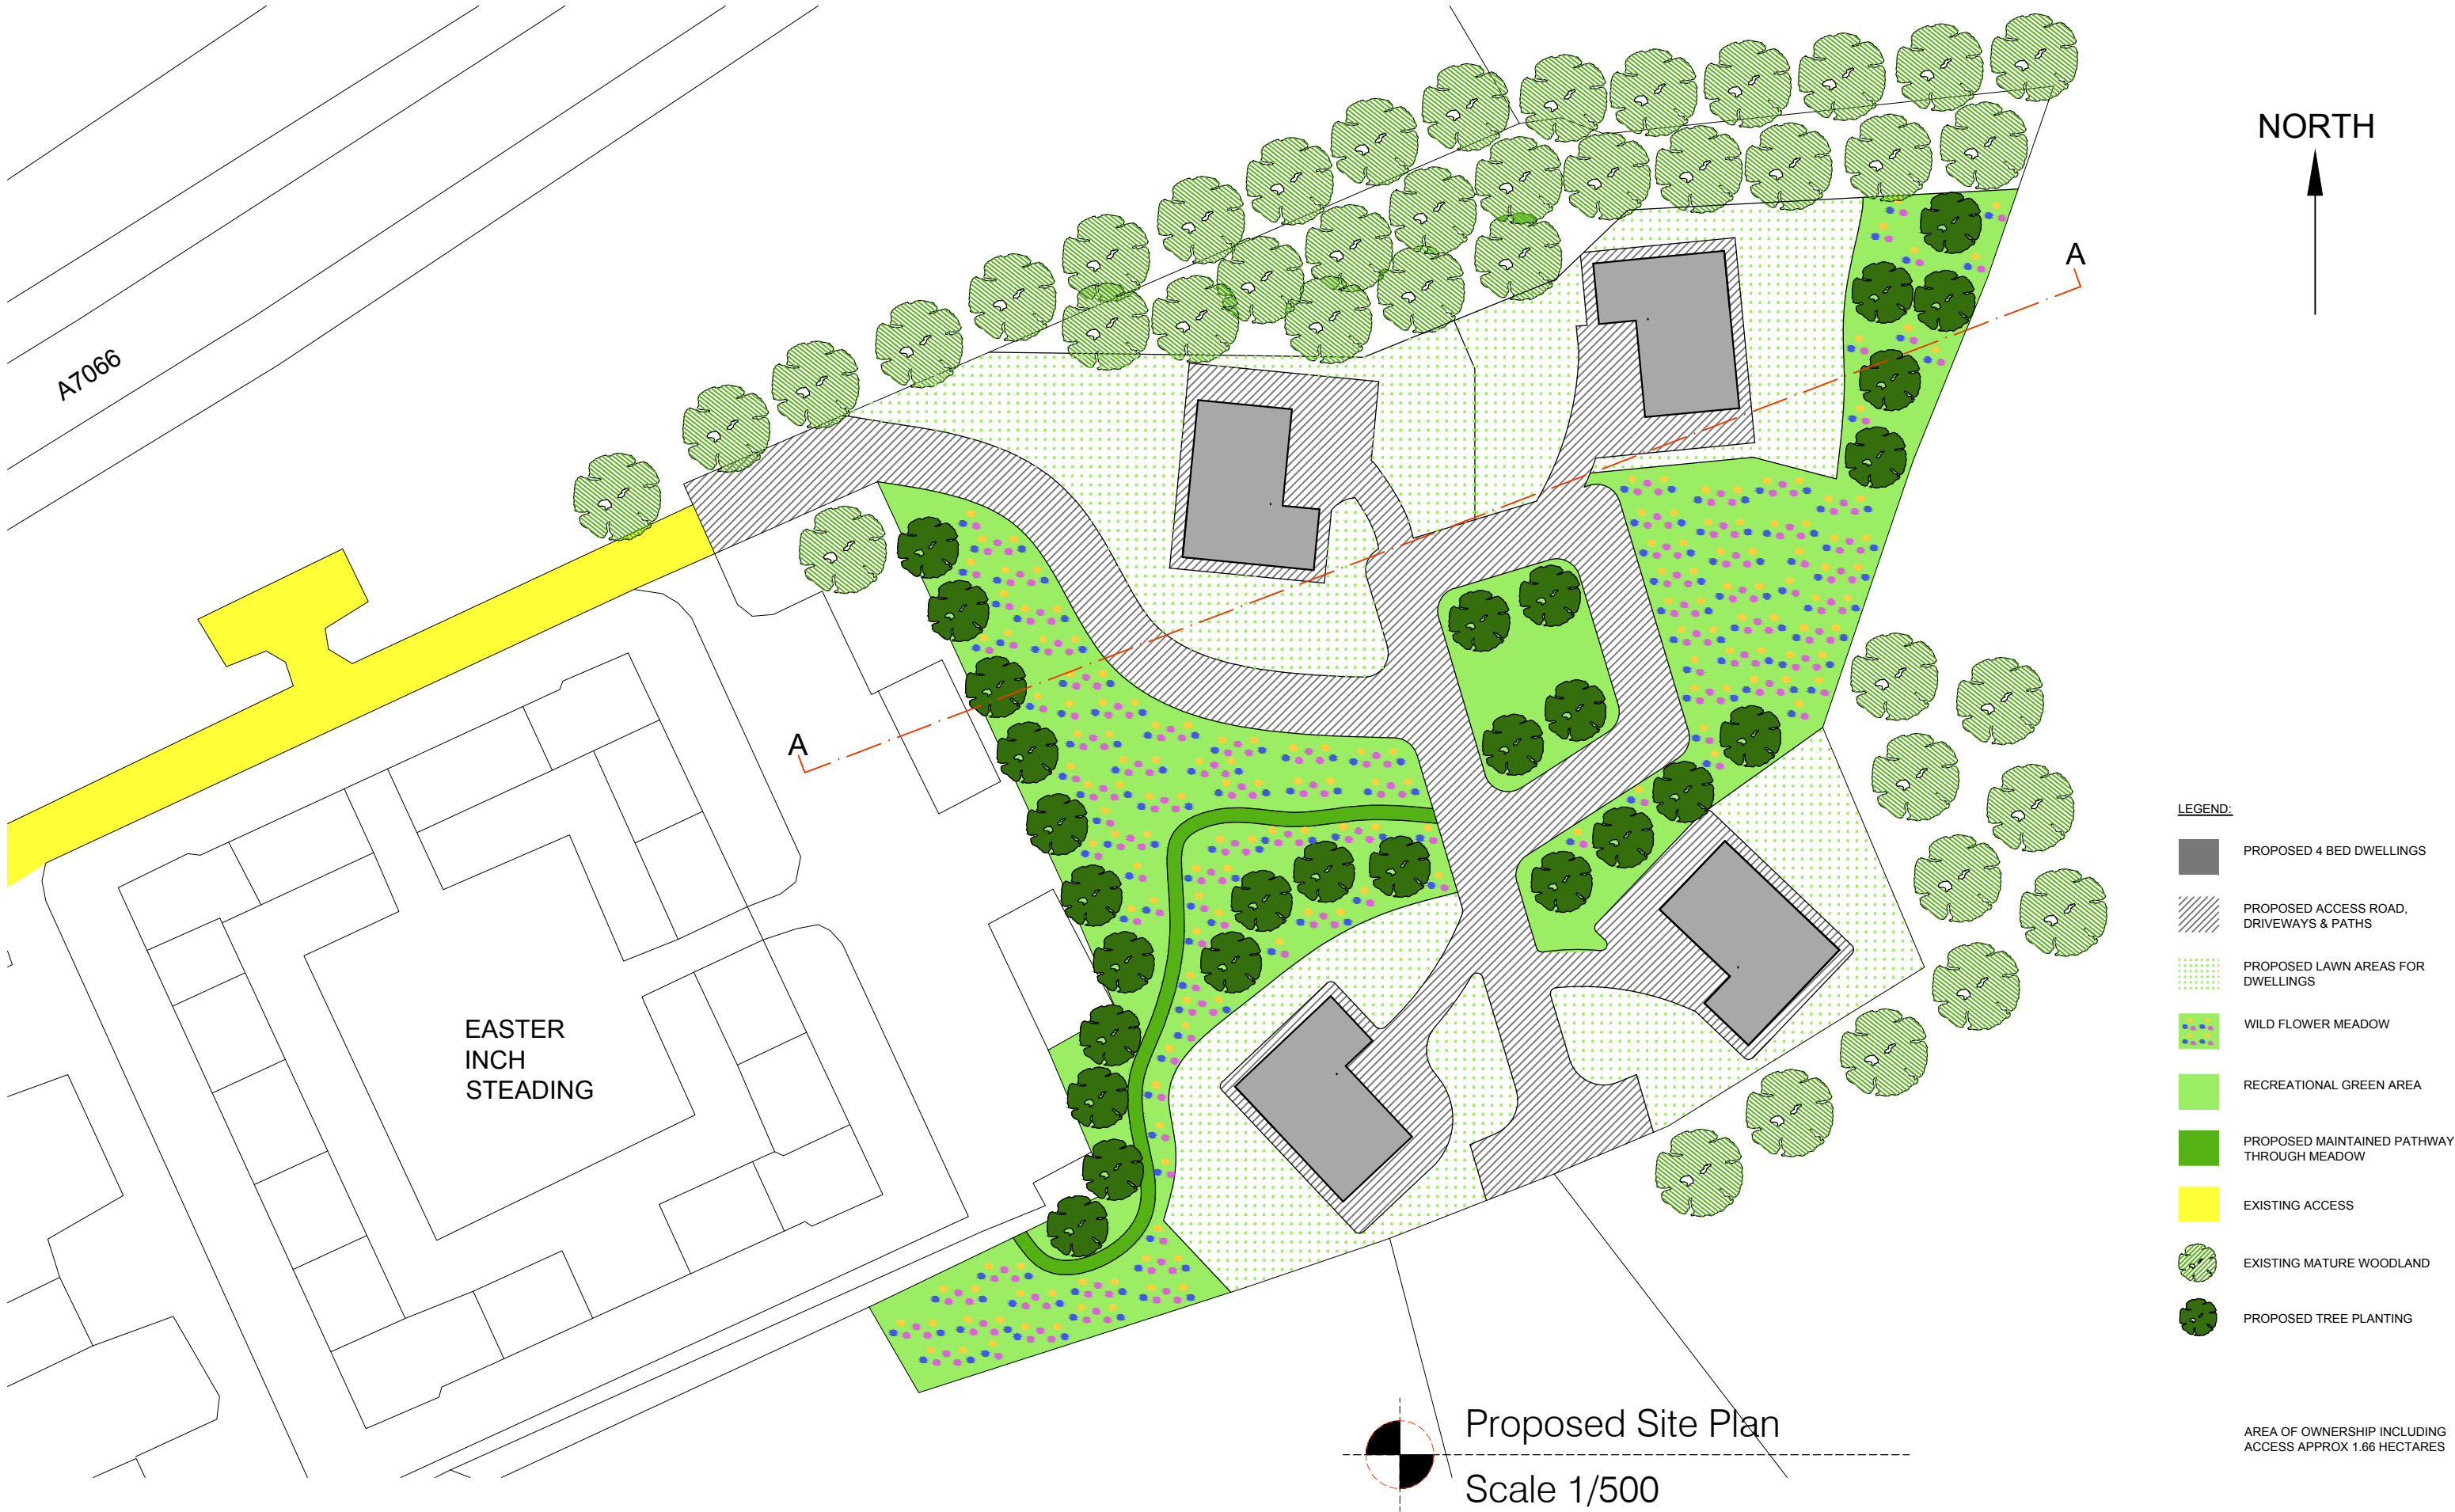 NORTH
A
A7066
A
EASTER
INCH
STEADING
LEGEND:
PROPOSED 4 BED DWELLINGS
PROPOSED ACCESS ROAD,
DRIVEWAYS & PATHS
PROPOSED LAWN AREAS FOR
DWELLINGS
WILD FLOWER MEADOW
RECREATIONAL GREEN AREA
PROPOSED MAINTAINED PATHWAY
THROUGH MEADOW
EXISTING ACCESS
EXISTING MATURE WOODLAND
PROPOSED TREE PLANTING
AREA OF OWNERSHIP INCLUDING
ACCESS APPROX 1.66 HECTARES
Proposed Site Plan
Scale 1/500